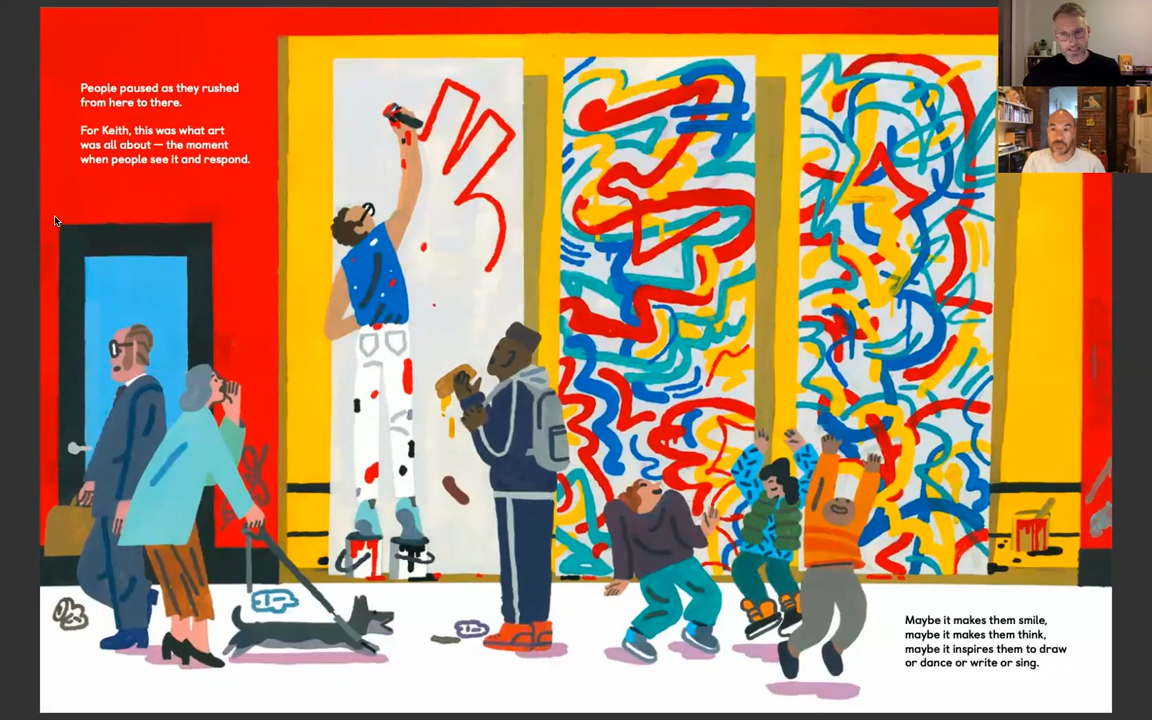 People paused as they rushed
from here to there.
For Keith, this was what art
was all about — the moment
when people see it and respond.
Maybe it makes them smile,
maybe it makes them think,
maybe it inspires them to draw
or dance or write or sing.